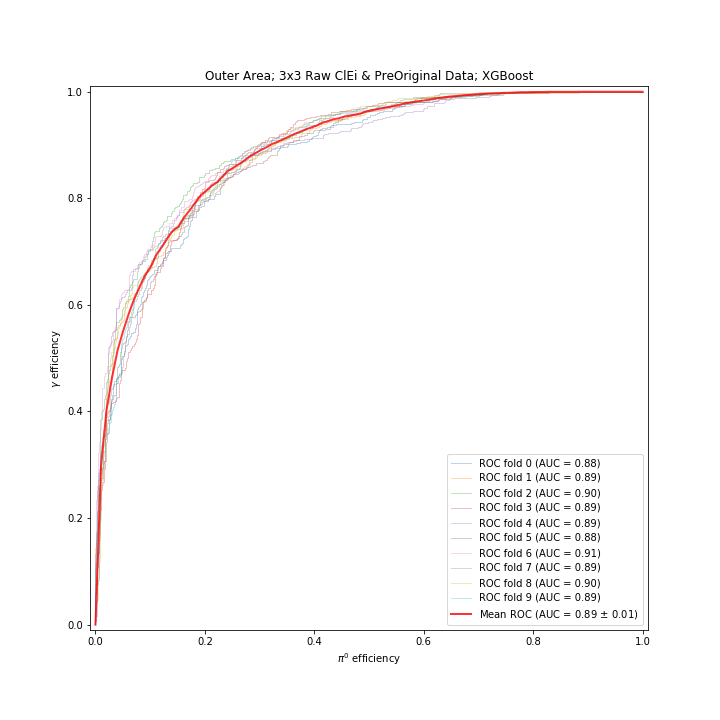 Outer Area; 3x3 Raw ClEi & PreOriginal Data; XGBoost
1.0
0.8
0.6
0.4
0.2
0.0
γ efficiency
0.0 0.2 0.4 0.6 0.8 1.0
π⁰ efficiency
ROC fold 0 (AUC = 0.88)
ROC fold 1 (AUC = 0.89)
ROC fold 2 (AUC = 0.90)
ROC fold 3 (AUC = 0.89)
ROC fold 4 (AUC = 0.89)
ROC fold 5 (AUC = 0.88)
ROC fold 6 (AUC = 0.91)
ROC fold 7 (AUC = 0.89)
ROC fold 8 (AUC = 0.90)
ROC fold 9 (AUC = 0.89)
Mean ROC (AUC = 0.89 ± 0.01)